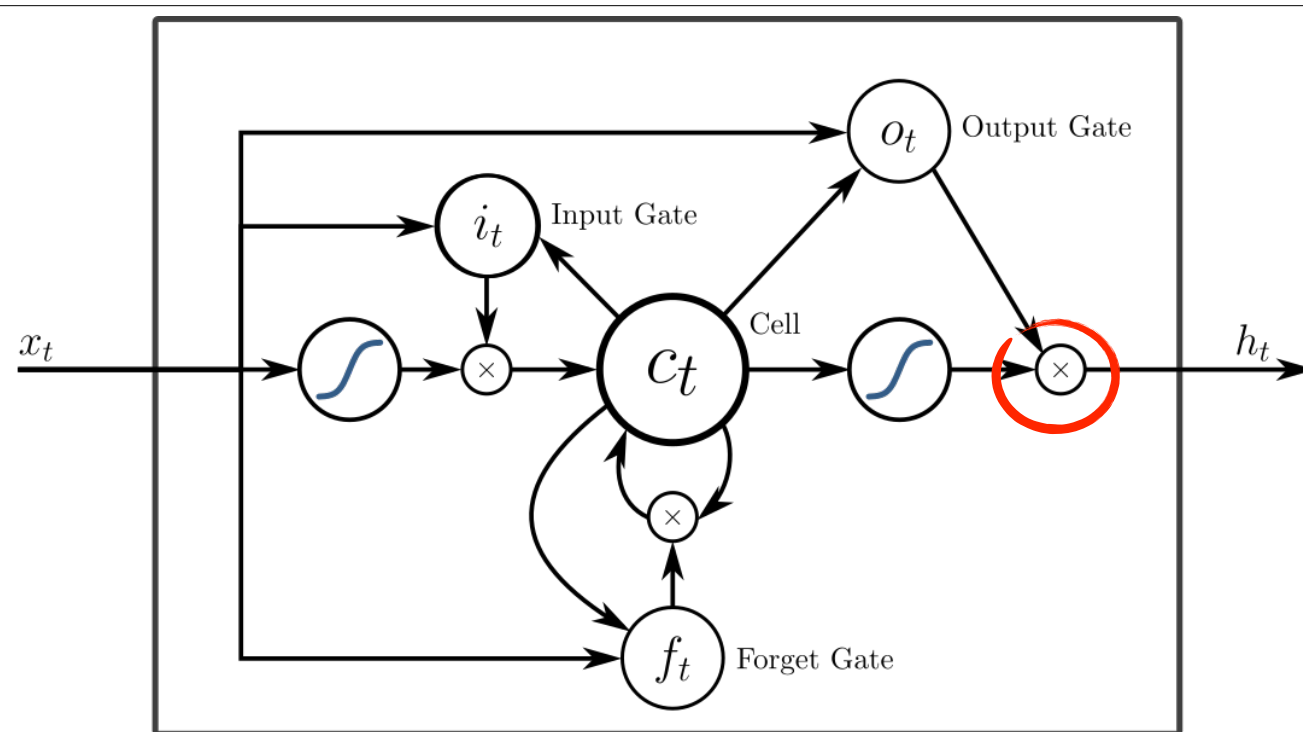 o_t Output Gate
i_t Input Gate
Cell
x_t × c_t × h_t
×
f_t Forget Gate